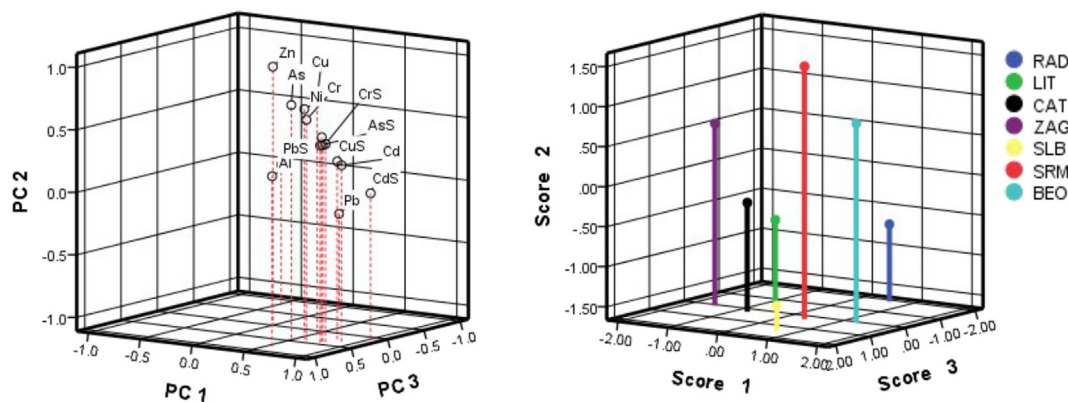 Zn
Cu
As
Cr
Ni
CrS
AsS
PbS
CuS
Cd
Al
CdS
Pb
1.0
0.5
0.0
-0.5
-1.0
PC 2
-1.0
-0.5
0.0
0.5
1.0
PC 1
1.0
0.5
0.0
-0.5
-1.0
PC 3
1.50
1.00
.50
.00
-.50
-1.00
-1.50
Score 2
-2.00
-1.00
.00
1.00
2.00
Score 1
2.00
1.00
.00
-1.00
-2.00
Score 3
RAD
LIT
CAT
ZAG
SLB
SRM
BEO